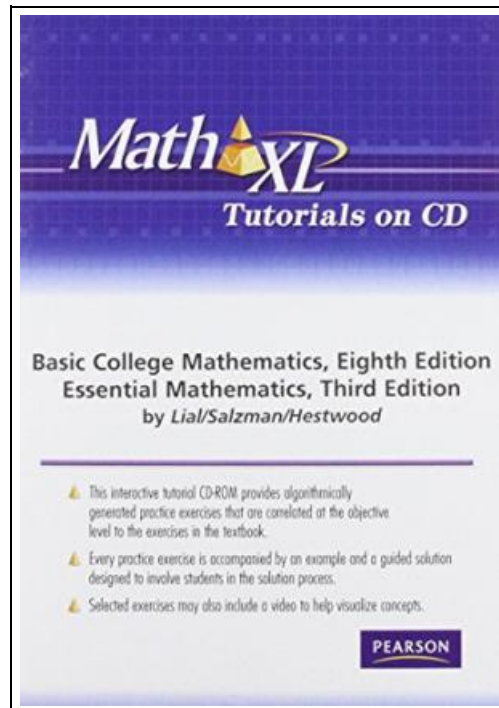 Math XL
Tutorials on CD
Basic College Mathematics, Eighth Edition
Essential Mathematics, Third Edition
by Lial/Salzman/Hestwood
This interactive tutorial CD-ROM provides algorithmically
generated practice exercises that are correlated at the objective
level to the exercises in the textbook.
Every practice exercise is accompanied by an example and a guided solution
designed to involve students in the solution process.
Selected exercises may also include a video to help visualize concepts.
PEARSON